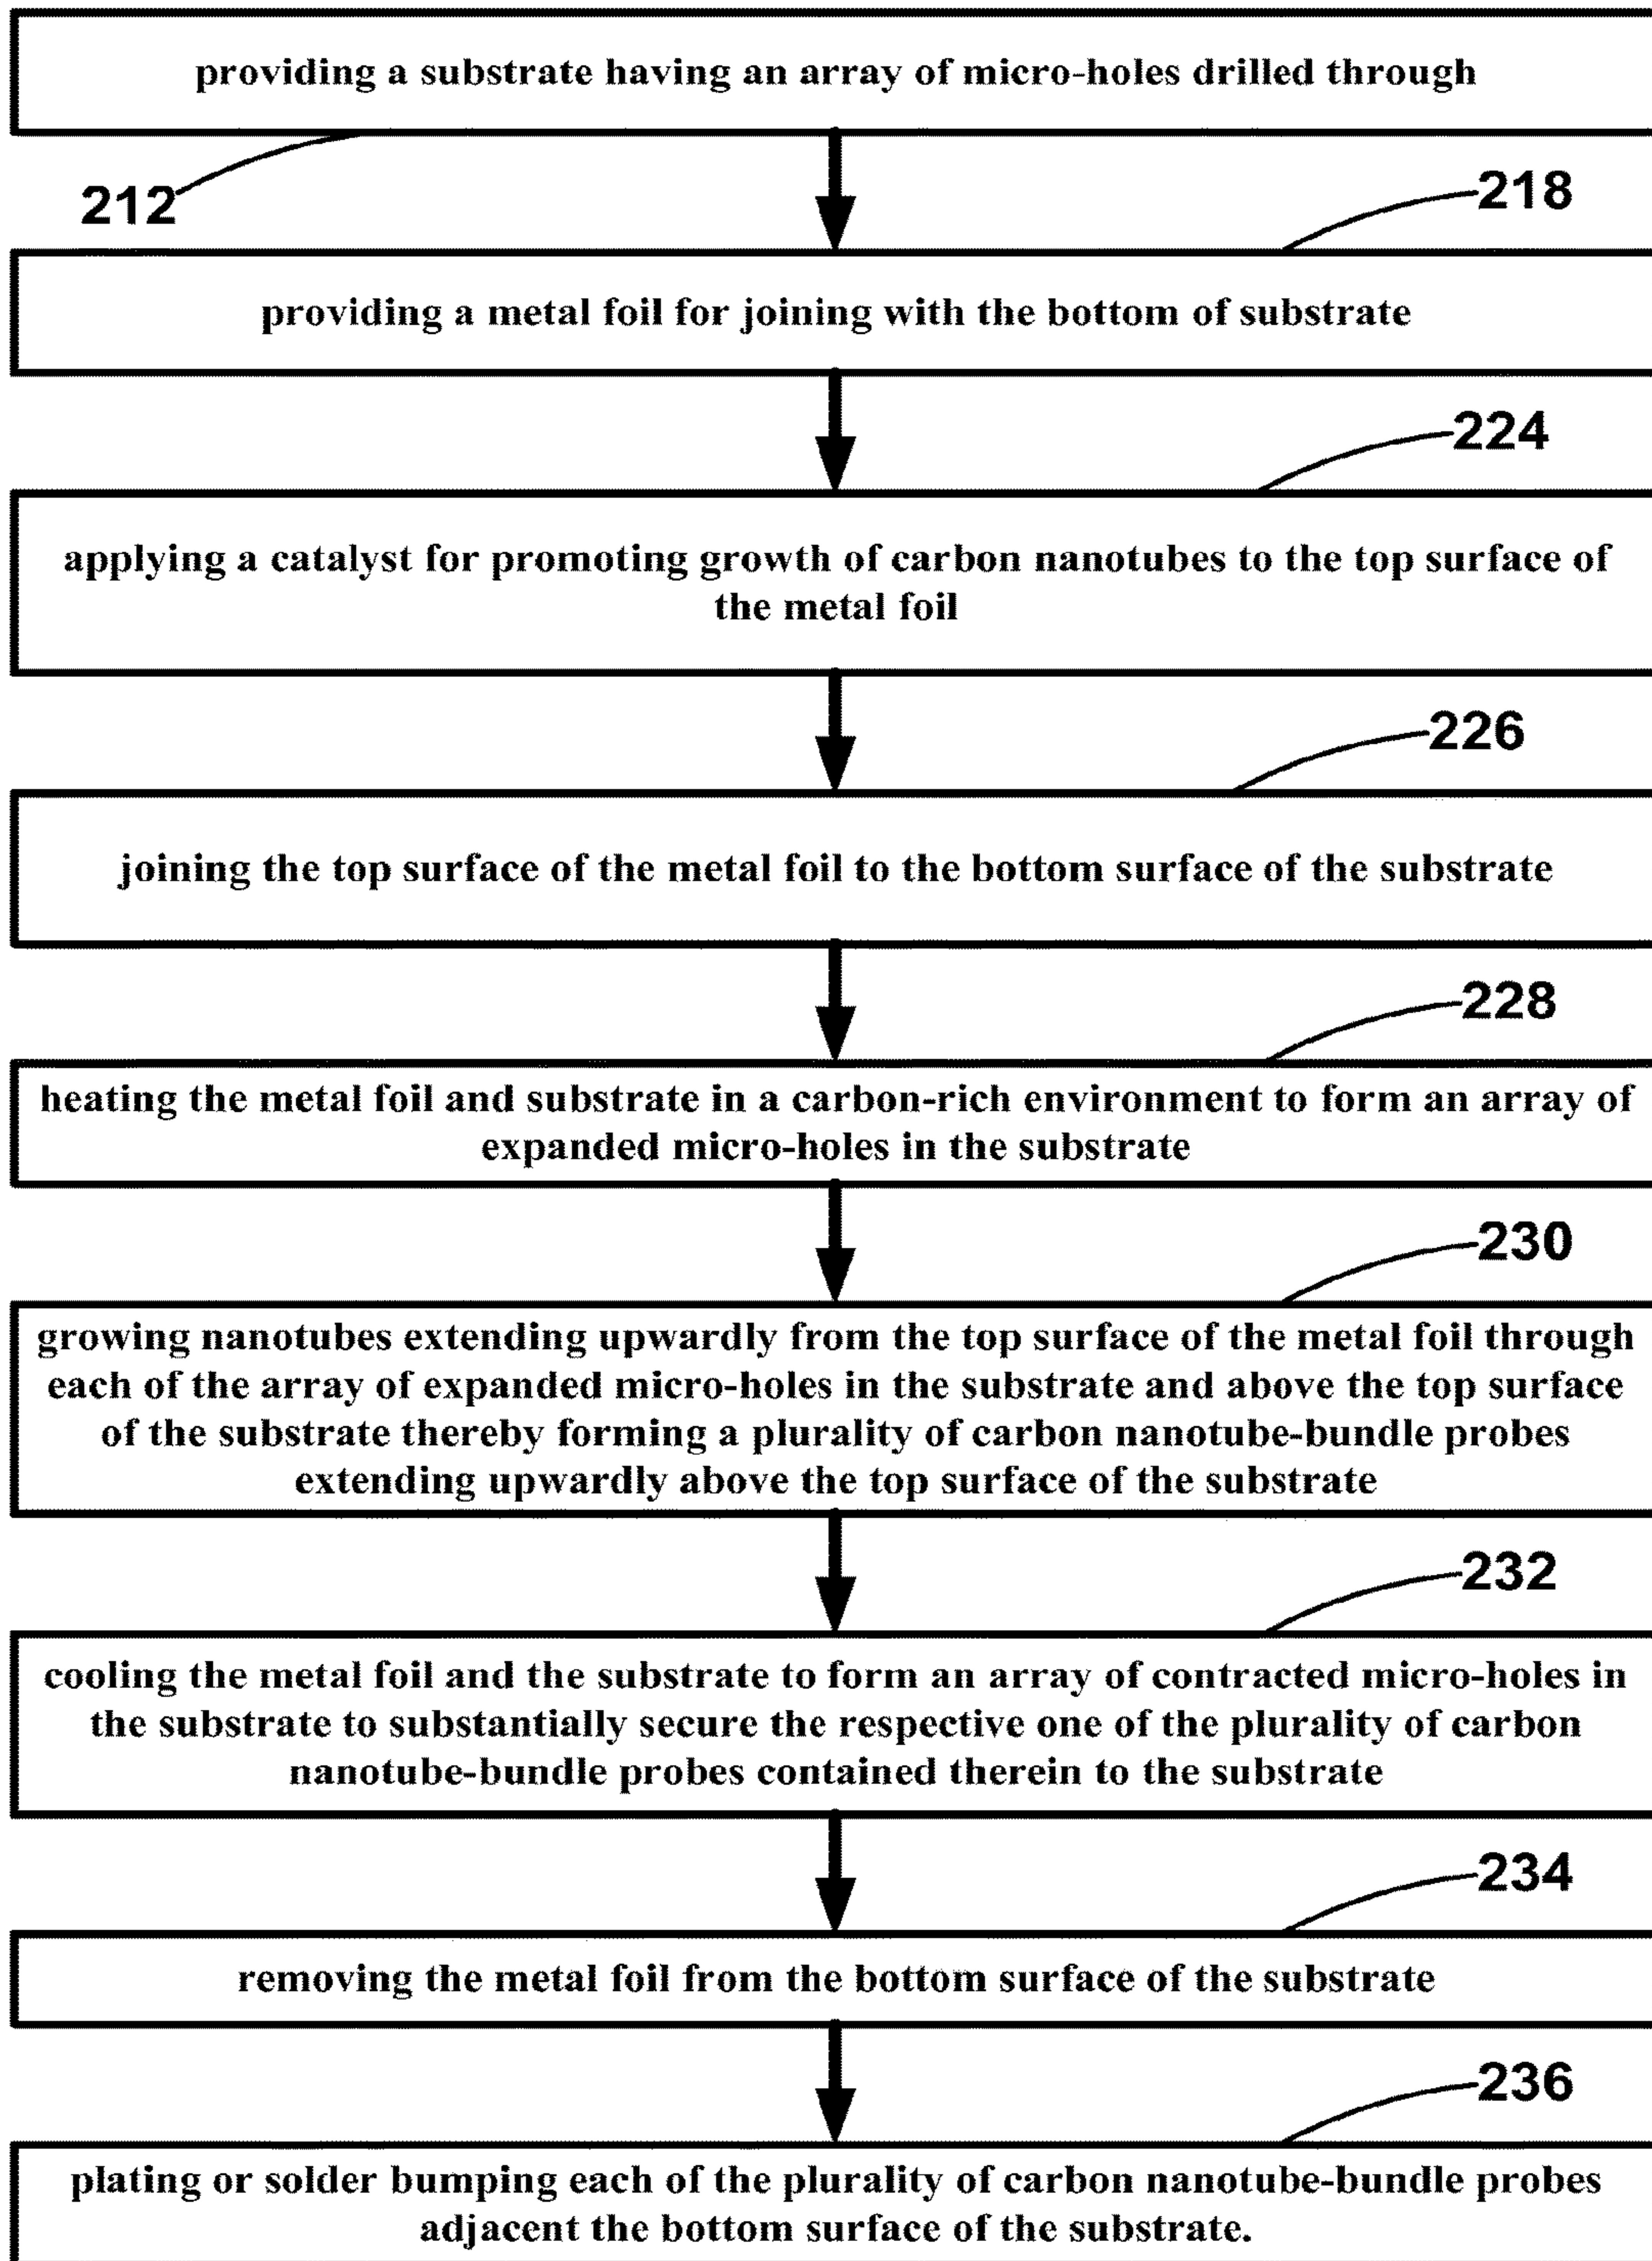 providing a substrate having an array of micro-holes drilled through
212
218
providing a metal foil for joining with the bottom of substrate
224
applying a catalyst for promoting growth of carbon nanotubes to the top surface of
the metal foil
226
joining the top surface of the metal foil to the bottom surface of the substrate
228
heating the metal foil and substrate in a carbon-rich environment to form an array of
expanded micro-holes in the substrate
230
growing nanotubes extending upwardly from the top surface of the metal foil through
each of the array of expanded micro-holes in the substrate and above the top surface
of the substrate thereby forming a plurality of carbon nanotube-bundle probes
extending upwardly above the top surface of the substrate
232
cooling the metal foil and the substrate to form an array of contracted micro-holes in
the substrate to substantially secure the respective one of the plurality of carbon
nanotube-bundle probes contained therein to the substrate
234
removing the metal foil from the bottom surface of the substrate
236
plating or solder bumping each of the plurality of carbon nanotube-bundle probes
adjacent the bottom surface of the substrate.